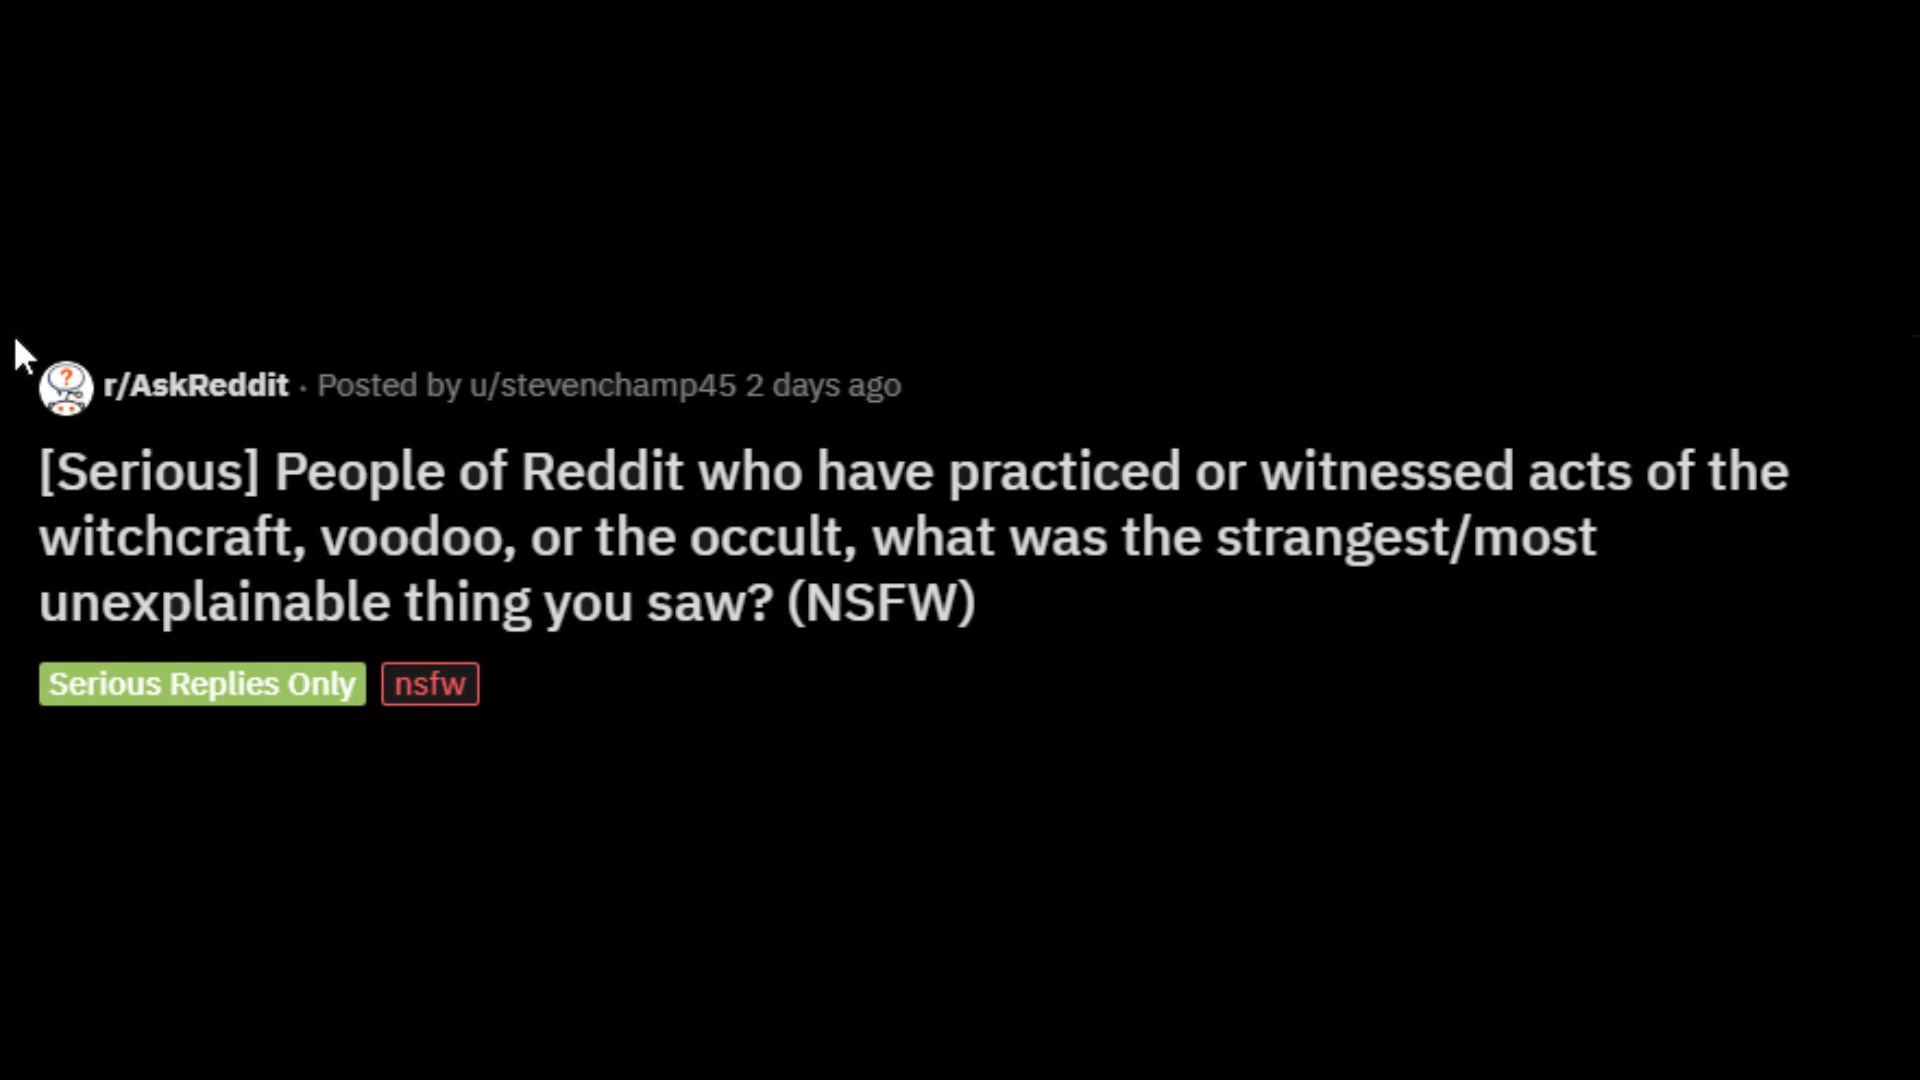 r/AskReddit · Posted by u/stevenchamp45 2 days ago
[Serious] People of Reddit who have practiced or witnessed acts of the
witchcraft, voodoo, or the occult, what was the strangest/most
unexplainable thing you saw? (NSFW)
Serious Replies Only nsfw